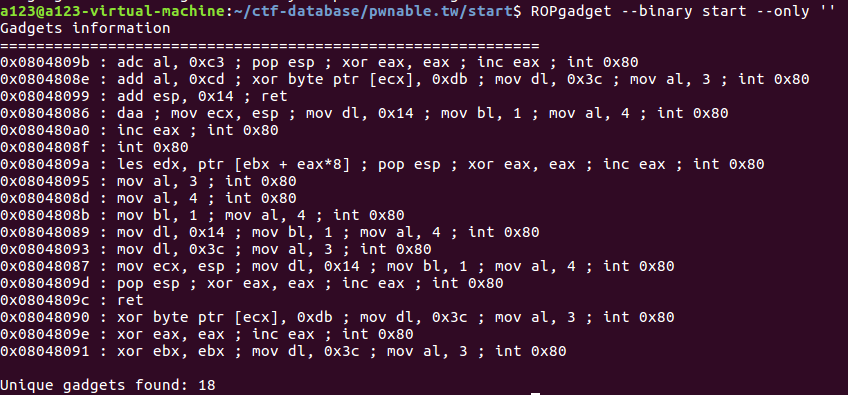 a123@a123-virtual-machine:~/ctf-database/pwnable.tw/start$ ROPgadget --binary start --only ''
Gadgets information
============================================================
0x0804809b : adc al, 0xc3 ; pop esp ; xor eax, eax ; inc eax ; int 0x80
0x0804808e : add al, 0xcd ; xor byte ptr [ecx], 0xdb ; mov dl, 0x3c ; mov al, 3 ; int 0x80
0x08048099 : add esp, 0x14 ; ret
0x08048086 : daa ; mov ecx, esp ; mov dl, 0x14 ; mov bl, 1 ; mov al, 4 ; int 0x80
0x080480a0 : inc eax ; int 0x80
0x0804808f : int 0x80
0x0804809a : les edx, ptr [ebx + eax*8] ; pop esp ; xor eax, eax ; inc eax ; int 0x80
0x08048095 : mov al, 3 ; int 0x80
0x0804808d : mov al, 4 ; int 0x80
0x0804808b : mov bl, 1 ; mov al, 4 ; int 0x80
0x08048089 : mov dl, 0x14 ; mov bl, 1 ; mov al, 4 ; int 0x80
0x08048093 : mov dl, 0x3c ; mov al, 3 ; int 0x80
0x08048087 : mov ecx, esp ; mov dl, 0x14 ; mov bl, 1 ; mov al, 4 ; int 0x80
0x0804809d : pop esp ; xor eax, eax ; inc eax ; int 0x80
0x0804809c : ret
0x08048090 : xor byte ptr [ecx], 0xdb ; mov dl, 0x3c ; mov al, 3 ; int 0x80
0x0804809e : xor eax, eax ; inc eax ; int 0x80
0x08048091 : xor ebx, ebx ; mov dl, 0x3c ; mov al, 3 ; int 0x80
Unique gadgets found: 18